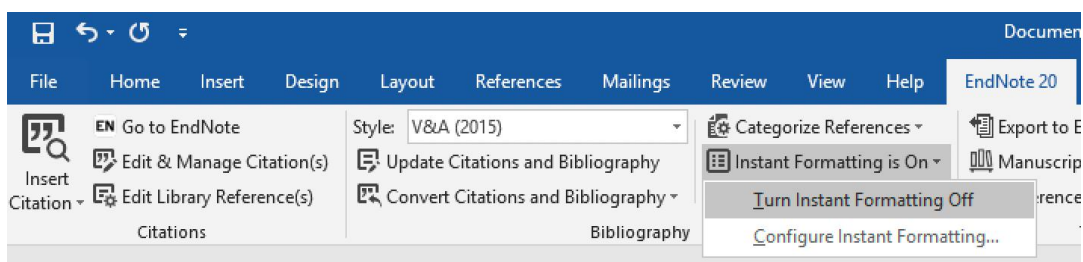 Documen
File Home Insert Design Layout References Mailings Review View Help EndNote 20
Insert Citation
EN Go to EndNote
Edit & Manage Citation(s)
Edit Library Reference(s)
Citations
Style: V&A (2015)
Update Citations and Bibliography
Convert Citations and Bibliography
Bibliography
Categorize References
Instant Formatting is On
Turn Instant Formatting Off
Configure Instant Formatting...
Export to E
Manuscrip
erence